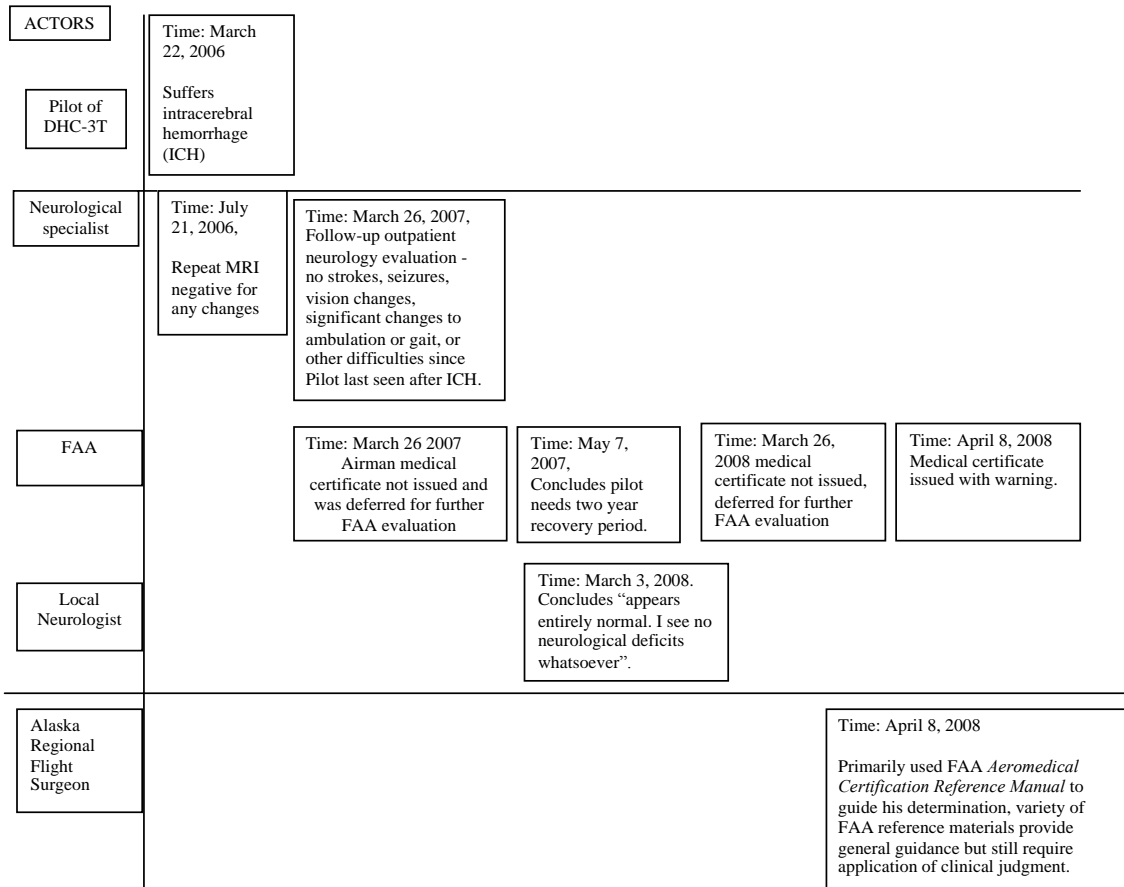 ACTORS
Time: March
22, 2006
Suffers
intracerebral
hemorrhage
(ICH)
Pilot of
DHC-3T
Neurological
specialist
Time: July
21, 2006,
Repeat MRI
negative for
any changes
Time: March 26, 2007,
Follow-up outpatient
neurology evaluation -
no strokes, seizures,
vision changes,
significant changes to
ambulation or gait, or
other difficulties since
Pilot last seen after ICH.
FAA
Time: March 26 2007
Airman medical
certificate not issued and
was deferred for further
FAA evaluation
Time: May 7,
2007,
Concludes pilot
needs two year
recovery period.
Time: March 26,
2008 medical
certificate not issued,
deferred for further
FAA evaluation
Time: April 8, 2008
Medical certificate
issued with warning.
Local
Neurologist
Time: March 3, 2008.
Concludes “appears
entirely normal. I see no
neurological deficits
whatsoever”.
Alaska
Regional
Flight
Surgeon
Time: April 8, 2008
Primarily used FAA Aeromedical
Certification Reference Manual to
guide his determination, variety of
FAA reference materials provide
general guidance but still require
application of clinical judgment.